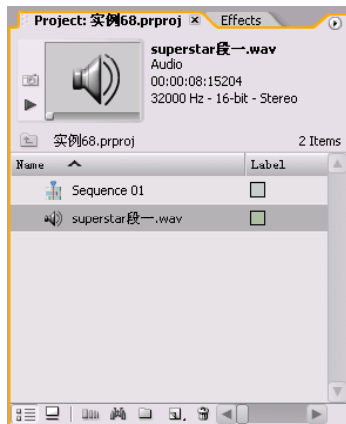 Project: 实例68.prproj × Effects
superstar段一.wav
Audio
00:00:08:15204
32000 Hz - 16-bit - Stereo
实例68.prproj 2 Items
Name Label
Sequence 01
superstar段一.wav